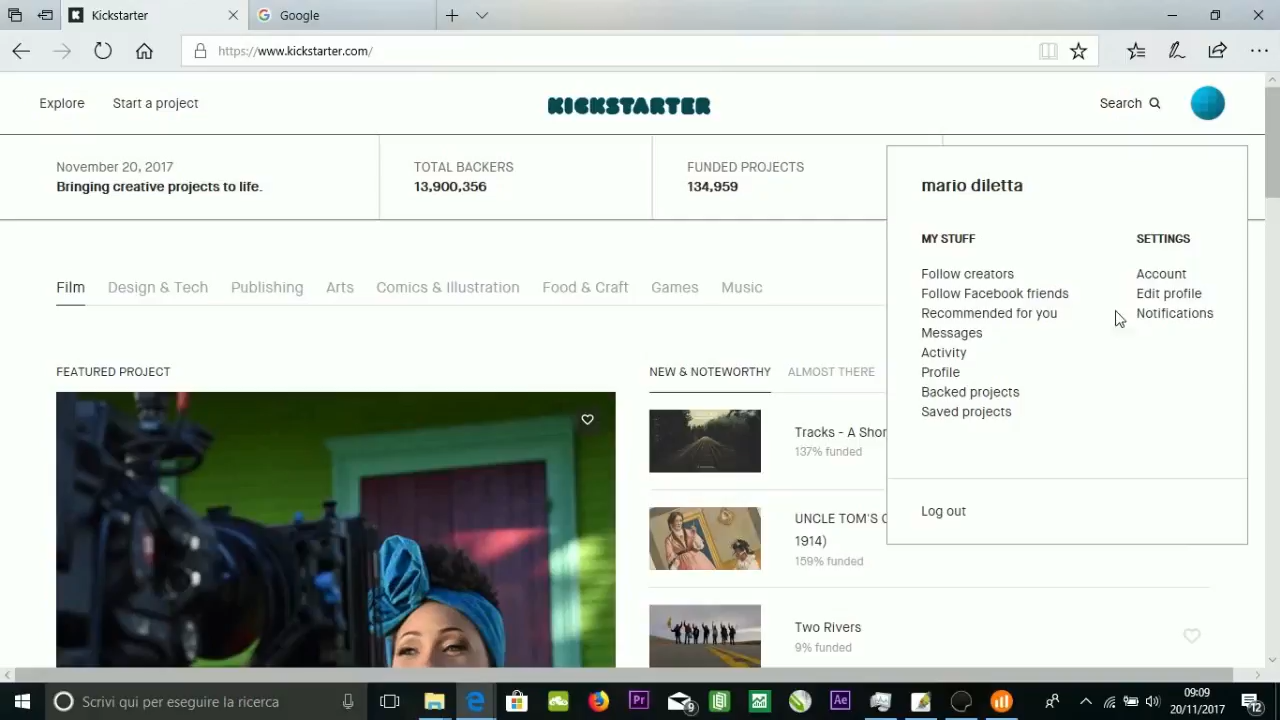 Kickstarter
Google
https://www.kickstarter.com/
Explore
Start a project
KICKSTARTER
Search
November 20, 2017
Bringing creative projects to life.
TOTAL BACKERS
13,900,356
FUNDED PROJECTS
134,959
mario diletta
MY STUFF
Follow creators
Follow Facebook friends
Recommended for you
Messages
Activity
Profile
Backed projects
Saved projects
SETTINGS
Account
Edit profile
Notifications
Log out
Film
Design & Tech
Publishing
Arts
Comics & Illustration
Food & Craft
Games
Music
FEATURED PROJECT
NEW & NOTEWORTHY
ALMOST THERE
Tracks - A Shor
137% funded
UNCLE TOM'S C
1914)
159% funded
Two Rivers
9% funded
Scrivi qui per eseguire la ricerca
Pr
9
Ae
09:09
20/11/2017
12